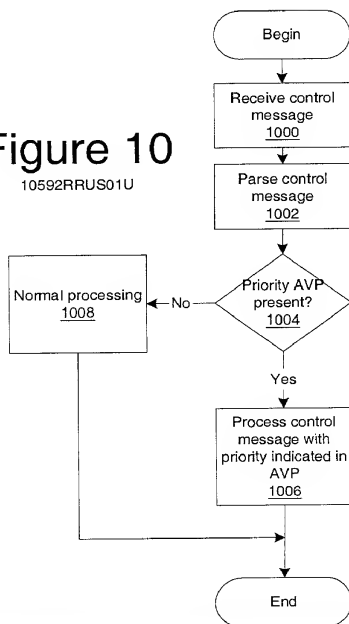 Begin
Receive control
message
1000
Figure 10
10592RRUS01U
Parse control
message
1002
Priority AVP
present?
1004
No
Normal processing
1008
Yes
Process control
message with
priority indicated in
AVP
1006
End